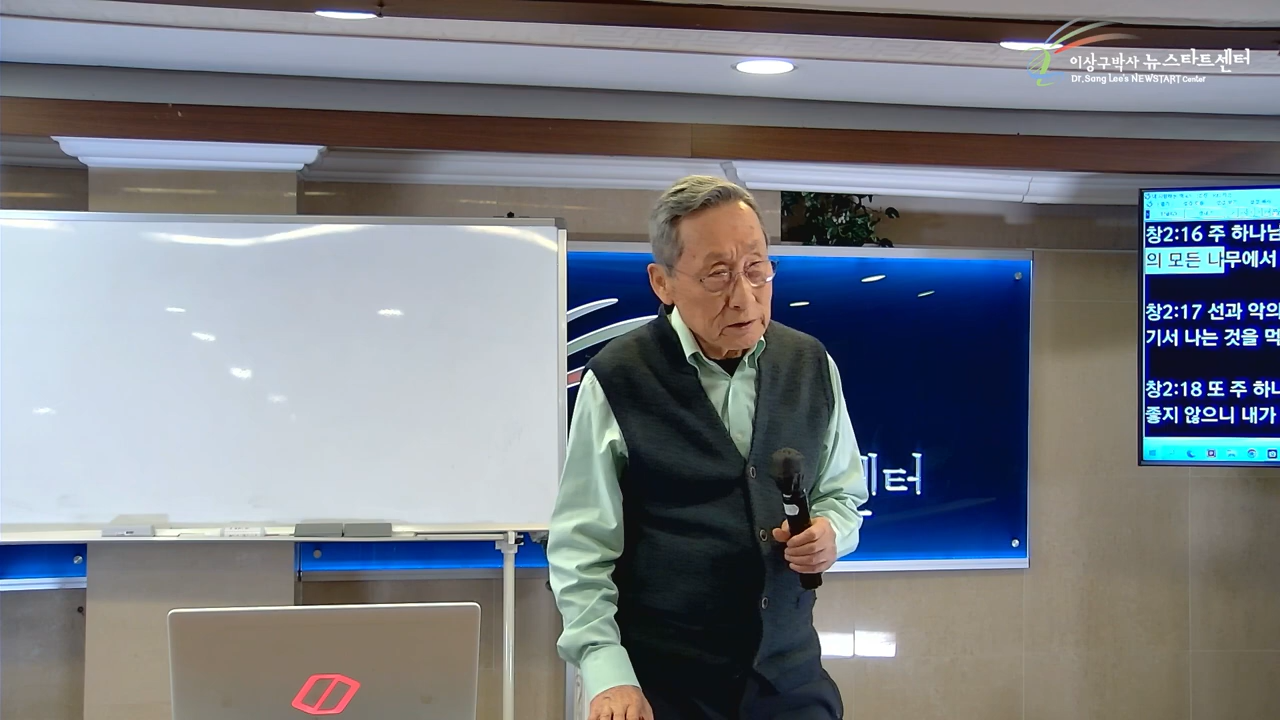 이상구박사 뉴스타트센터
Dr.Sang Lee's NEWSTART Center
창2:16 주 하나님
의 모든 나무에서
창2:17 선과 악의
기서 나는 것을 먹
창2:18 또 주 하나
좋지 않으니 내가
센터